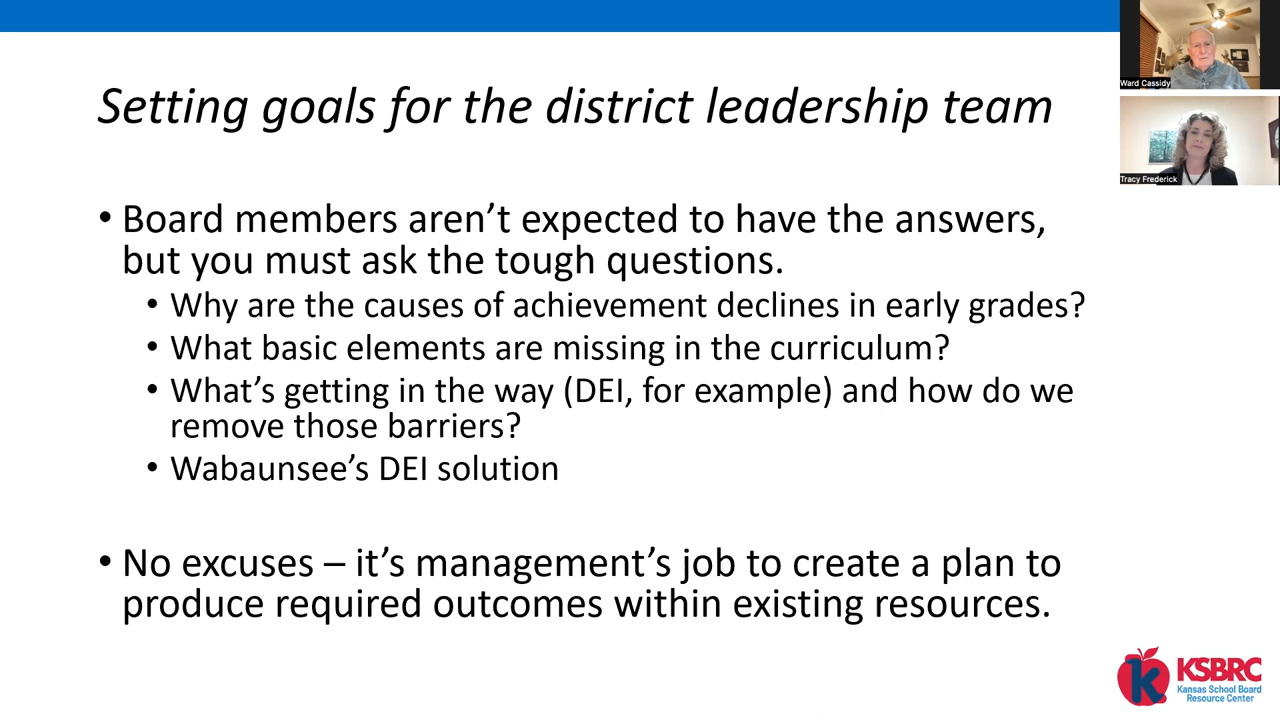 Setting goals for the district leadership team
• Board members aren't expected to have the answers,
but you must ask the tough questions.
• Why are the causes of achievement declines in early grades?
• What basic elements are missing in the curriculum?
• What's getting in the way (DEI, for example) and how do we
remove those barriers?
• Wabaunsee's DEI solution
• No excuses – it's management's job to create a plan to
produce required outcomes within existing resources.
Ward Cassidy
Tracy Frederick
k
KSBRC
Kansas School Board
Resource Center